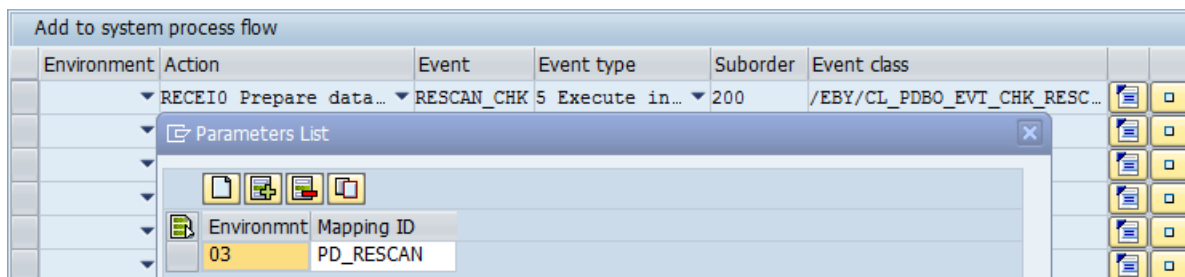 Add to system process flow
Environment Action Event Event type Suborder Event class
RECEI0 Prepare data… RESCAN_CHK 5 Execute in… 200 /EBY/CL_PDBO_EVT_CHK_RESC…
Parameters List
Environmnt Mapping ID
03 PD_RESCAN